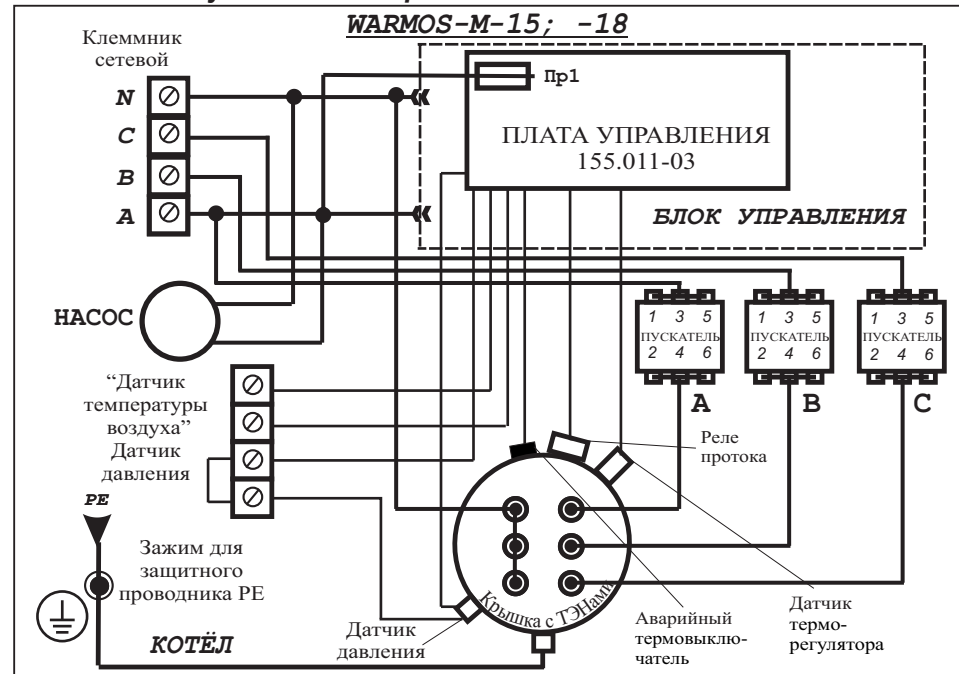 WARMOS-M-15; -18
Клеммник
сетевой
N
C
B
A
Пр1
ПЛАТА УПРАВЛЕНИЯ
155.011-03
БЛОК УПРАВЛЕНИЯ
НАСОС
1 3 5
ПУСКАТЕЛЬ
2 4 6
A
1 3 5
ПУСКАТЕЛЬ
2 4 6
B
1 3 5
ПУСКАТЕЛЬ
2 4 6
C
“Датчик
температуры
воздуха”
Датчик
давления
Реле
протока
PE
Зажим для
защитного
проводника PE
КОТЁЛ
Крышка с ТЭНами
Датчик
давления
Аварийный
термовыклю-
чатель
Датчик
термо-
регулятора